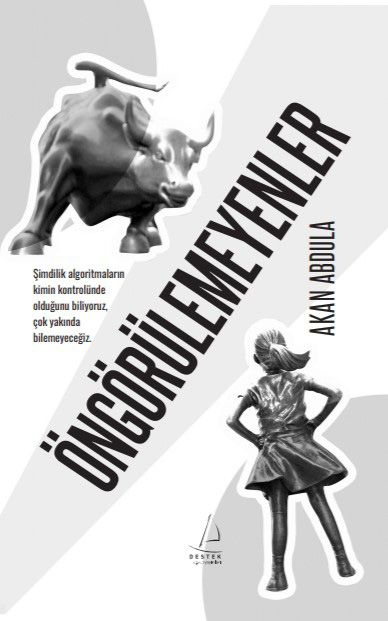 ÖNGÖRÜLEMEYENLER
AKAN ABDULA
Şimdilik algoritmaların
kimin kontrolünde
olduğunu biliyoruz,
çok yakında
bilemeyeceğiz.
DESTEK